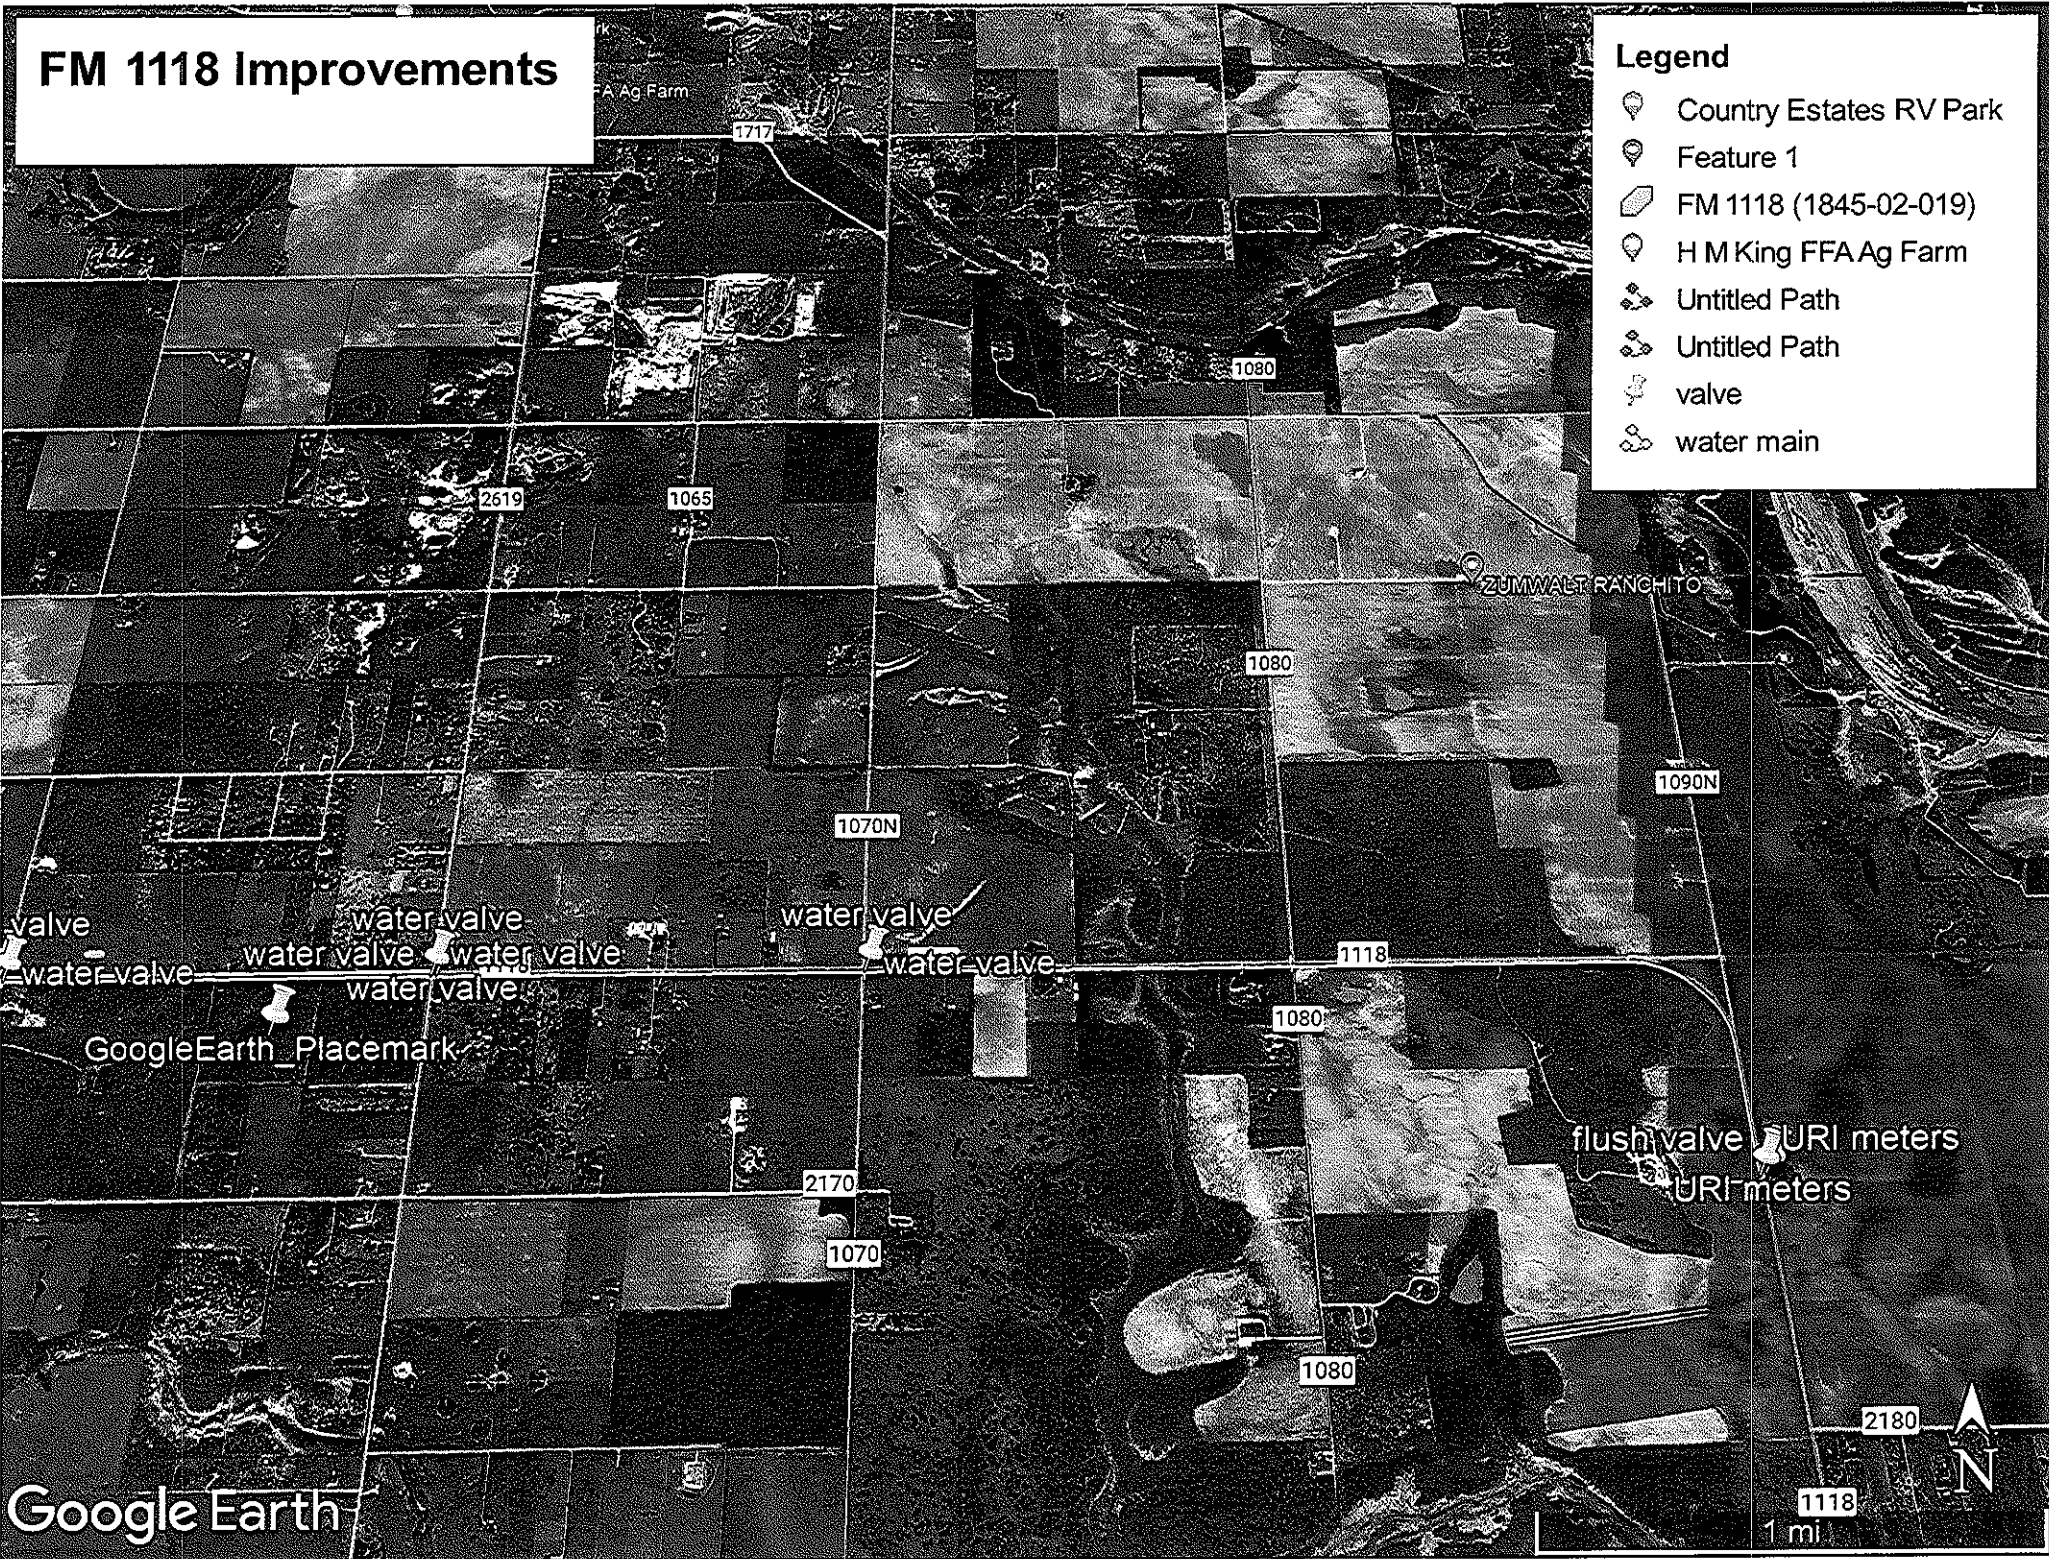 FM 1118 Improvements
FFA Ag Farm
Legend
Country Estates RV Park
Feature 1
FM 1118 (1845-02-019)
H M King FFA Ag Farm
Untitled Path
Untitled Path
valve
water main
1717
1080
2619
1065
ZUMWALT RANCHITO
1080
1090N
1070N
valve
water valve
water valve
water valve
water valve
water valve
water valve
water valve
1118
1080
GoogleEarth_Placemark
flush valve
URI meters
URI meters
2170
1070
1080
2180
N
1118
1 mi
Google Earth